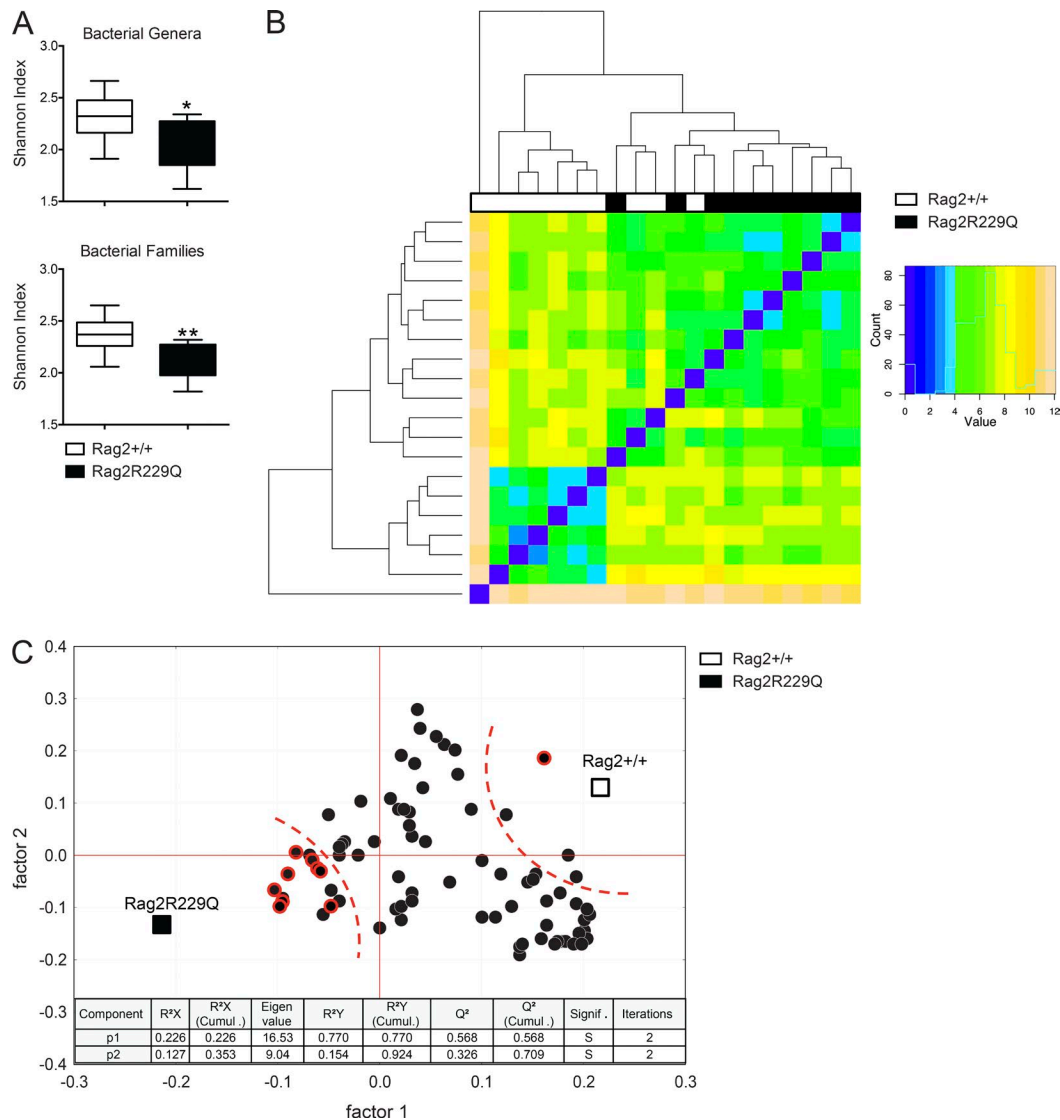 A
Bacterial Genera
Shannon Index
3.0
2.5
2.0
1.5
*
Bacterial Families
Shannon Index
3.0
2.5
2.0
1.5
**
Rag2+/+
Rag2R229Q
B
Rag2+/+
Rag2R229Q
Count
80
60
40
20
0
0 2 4 6 8 10 12
Value
C
Rag2+/+
Rag2R229Q
factor 2
0.4
0.3
0.2
0.1
0.0
-0.1
-0.2
-0.3
-0.4
Rag2+/+
Rag2R229Q
Component R²X R²X (Cumul.) Eigen value R²Y R²Y (Cumul.) Q² Q² (Cumul.) Signif. Iterations
p1 0.226 0.226 16.53 0.770 0.770 0.568 0.568 S 2
p2 0.127 0.353 9.04 0.154 0.924 0.326 0.709 S 2
-0.3 -0.2 -0.1 0.0 0.1 0.2 0.3
factor 1